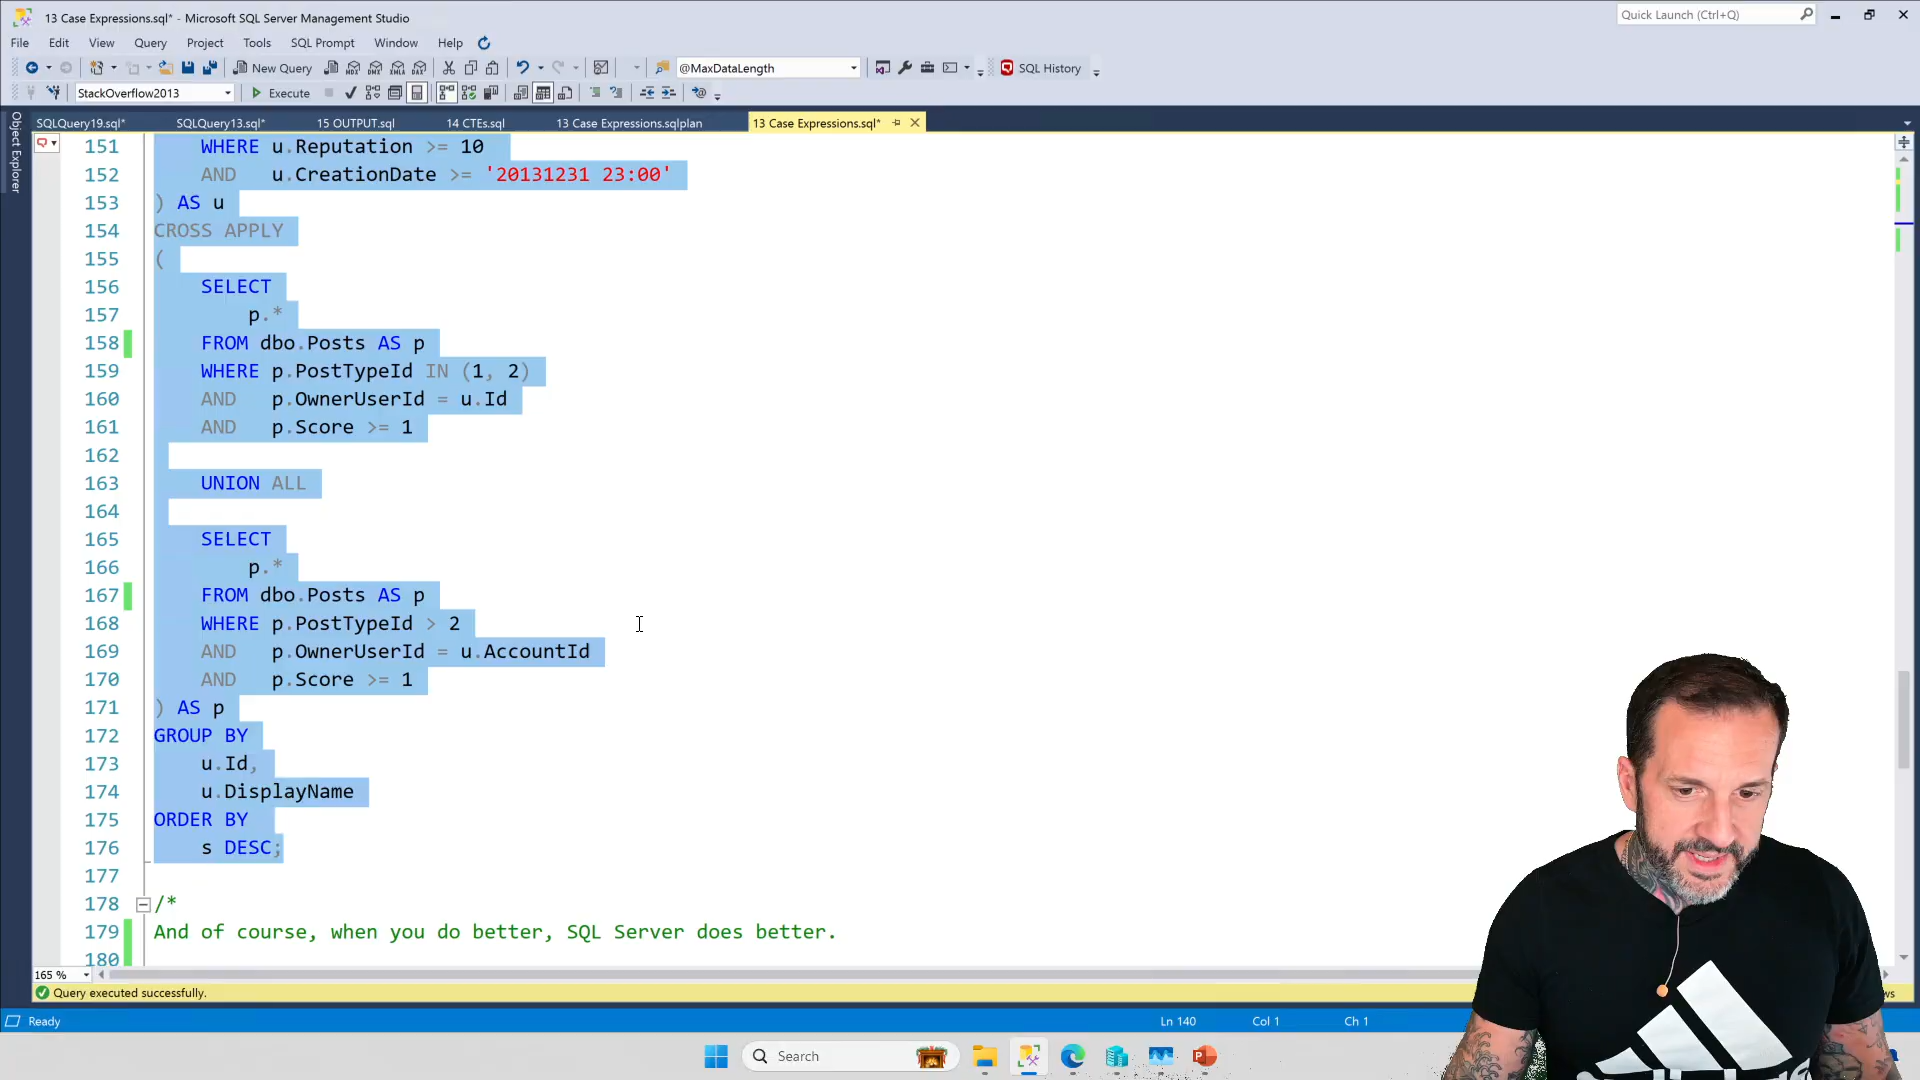 13 Case Expressions.sql* - Microsoft SQL Server Management Studio
Quick Launch (Ctrl+Q)
File Edit View Query Project Tools SQL Prompt Window Help
New Query
@MaxDataLength
SQL History
StackOverflow2013
Execute
SQLQuery19.sql* SQLQuery13.sql* 15 OUTPUT.sql 14 CTEs.sql 13 Case Expressions.sqlplan 13 Case Expressions.sql*
Object Explorer
151 WHERE u.Reputation >= 10
152 AND u.CreationDate >= '20131231 23:00'
153 ) AS u
154 CROSS APPLY
155 (
156 SELECT
157 p.*
158 FROM dbo.Posts AS p
159 WHERE p.PostTypeId IN (1, 2)
160 AND p.OwnerUserId = u.Id
161 AND p.Score >= 1
162
163 UNION ALL
164
165 SELECT
166 p.*
167 FROM dbo.Posts AS p
168 WHERE p.PostTypeId > 2
169 AND p.OwnerUserId = u.AccountId
170 AND p.Score >= 1
171 ) AS p
172 GROUP BY
173 u.Id,
174 u.DisplayName
175 ORDER BY
176 s DESC;
177
178 /*
179 And of course, when you do better, SQL Server does better.
180
165 %
Query executed successfully.
Ready
Ln 140 Col 1 Ch 1
Search